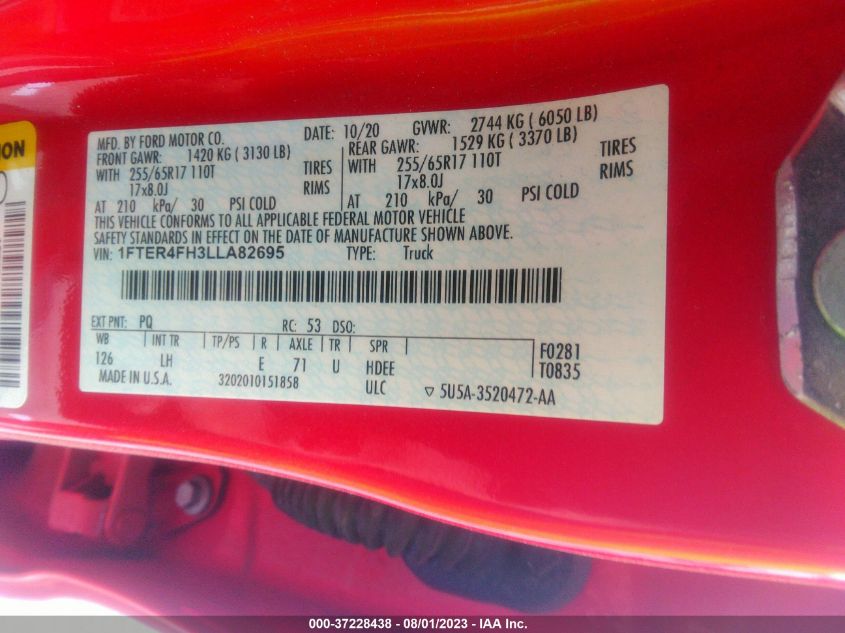 MFD. BY FORD MOTOR CO.
DATE: 10/20 GVWR: 2744 KG ( 6050 LB)
FRONT GAWR: 1420 KG ( 3130 LB) REAR GAWR: 1529 KG ( 3370 LB)
WITH 255/65R17 110T TIRES WITH 255/65R17 110T TIRES
17x8.0J RIMS 17x8.0J RIMS
AT 210 kPa/ 30 PSI COLD AT 210 kPa/ 30 PSI COLD
THIS VEHICLE CONFORMS TO ALL APPLICABLE FEDERAL MOTOR VEHICLE
SAFETY STANDARDS IN EFFECT ON THE DATE OF MANUFACTURE SHOWN ABOVE.
VIN: 1FTER4FH3LLA82695 TYPE: Truck
EXT PNT: PQ RC: 53 DSO:
WB INT TR TP/PS R AXLE TR SPR
126 LH E 71 U HDEE
F0281
T0835
MADE IN U.S.A. 3202010151858 ULC
▽ 5U5A-3520472-AA
000-37228438 - 08/01/2023 - IAA Inc.